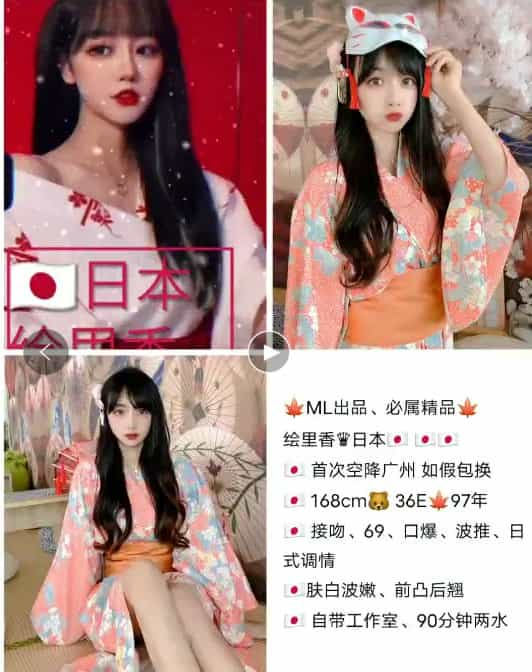 🇯🇵日本
绘里香
🍁ML出品、必属精品🍁
绘里香♛日本🇯🇵 🇯🇵🇯🇵
🇯🇵 首次空降广州 如假包换
🇯🇵 168cm🐻 36E🍁97年
🇯🇵 接吻、69、口爆、波推、日
式调情
🇯🇵肤白波嫩、前凸后翘
🇯🇵 自带工作室、90分钟两水